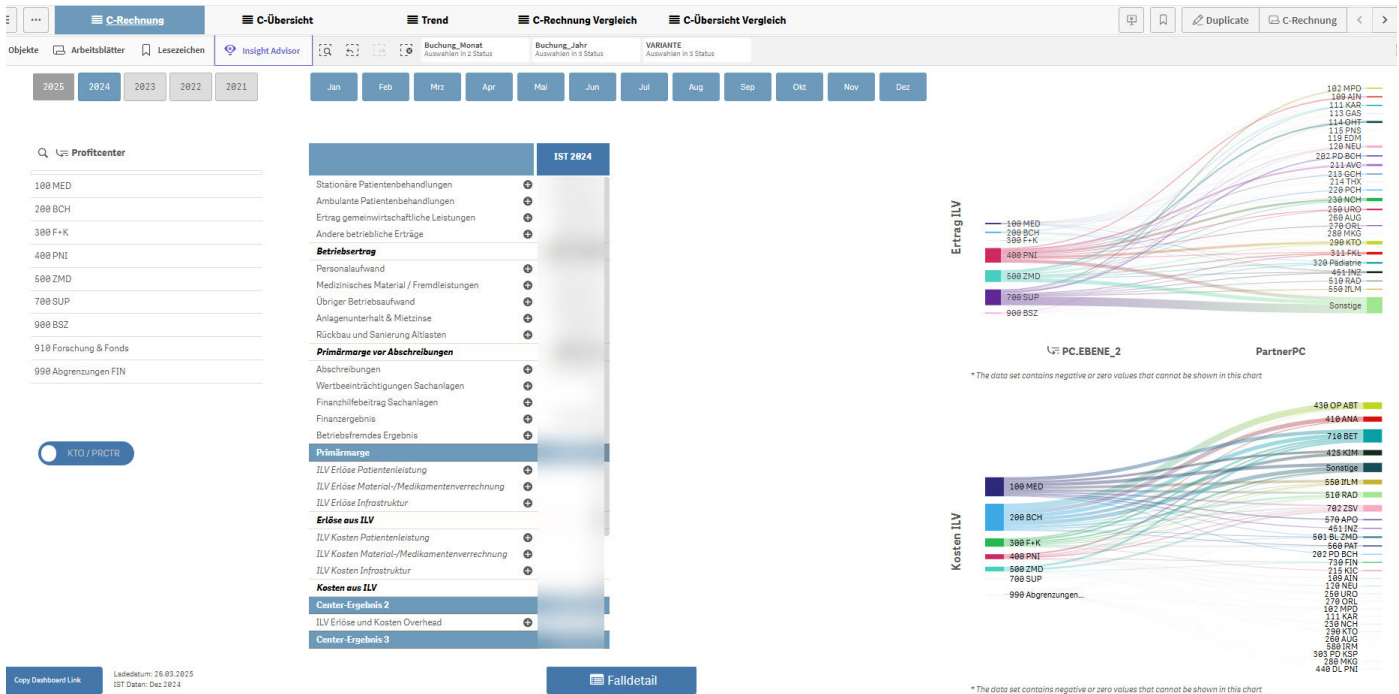 C-Rechnung
C-Übersicht
Trend
C-Rechnung Vergleich
C-Übersicht Vergleich
Duplicate
C-Rechnung
Objekte
Arbeitsblätter
Lesezeichen
Insight Advisor
Buchung_Monat
Auswahlen in 2 Status
Buchung_Jahr
Auswahlen in 3 Status
VARIANTE
Auswahlen in 3 Status
2025 2024 2023 2022 2021
Jan Feb Mrz Apr Mai Jun Jul Aug Sep Okt Nov Dez
Profitcenter
100 MED
200 BCH
300 F+K
400 PNI
500 ZMD
700 SUP
900 BSZ
910 Forschung & Fonds
990 Abgrenzungen FIN
KTO / PRCTR
IST 2024
Stationäre Patientenbehandlungen
Ambulante Patientenbehandlungen
Ertrag gemeinwirtschaftliche Leistungen
Andere betriebliche Erträge
Betriebsertrag
Personalaufwand
Medizinisches Material / Fremdleistungen
Übriger Betriebsaufwand
Anlagenunterhalt & Mietzinse
Rückbau und Sanierung Altlasten
Primärmarge vor Abschreibungen
Abschreibungen
Wertbeeinträchtigungen Sachanlagen
Finanzhilfebeitrag Sachanlagen
Finanzergebnis
Betriebsfremdes Ergebnis
Primärmarge
ILV Erlöse Patientenleistung
ILV Erlöse Material-/Medikamentenverrechnung
ILV Erlöse Infrastruktur
Erlöse aus ILV
ILV Kosten Patientenleistung
ILV Kosten Material-/Medikamentenverrechnung
ILV Kosten Infrastruktur
Kosten aus ILV
Center-Ergebnis 2
ILV Erlöse und Kosten Overhead
Center-Ergebnis 3
Ertrag ILV
100 MED
200 BCH
300 F+K
400 PNI
500 ZMD
700 SUP
900 BSZ
102 MPD
109 AIN
111 KAR
113 GAS
114 OHT
115 PNS
119 EDM
120 NEU
202 PD BCH
211 AVC
213 GCH
214 THX
220 PCH
230 NCH
250 URO
260 AUG
270 ORL
280 MKG
290 KTO
311 FKL
320 Pädiatrie
451 INZ
510 RAD
550 IfLM
Sonstige
PC.EBENE_2
PartnerPC
* The data set contains negative or zero values that cannot be shown in this chart
Kosten ILV
100 MED
200 BCH
300 F+K
400 PNI
500 ZMD
700 SUP
990 Abgrenzungen...
430 OP ABT
410 ANA
710 BET
425 KIM
Sonstige
550 IfLM
510 RAD
702 ZSV
570 APO
451 INZ
501 BL ZMD
560 PAT
202 PD BCH
730 FIN
215 KIC
109 AIN
120 NEU
250 URO
270 ORL
102 MPD
111 KAR
230 NCH
290 KTO
260 AUG
580 IRM
303 PD KSP
280 MKG
440 DL PNI
* The data set contains negative or zero values that cannot be shown in this chart
Copy Dashboard Link
Ladedatum: 26.03.2025
IST Daten: Dez 2024
Falldetail